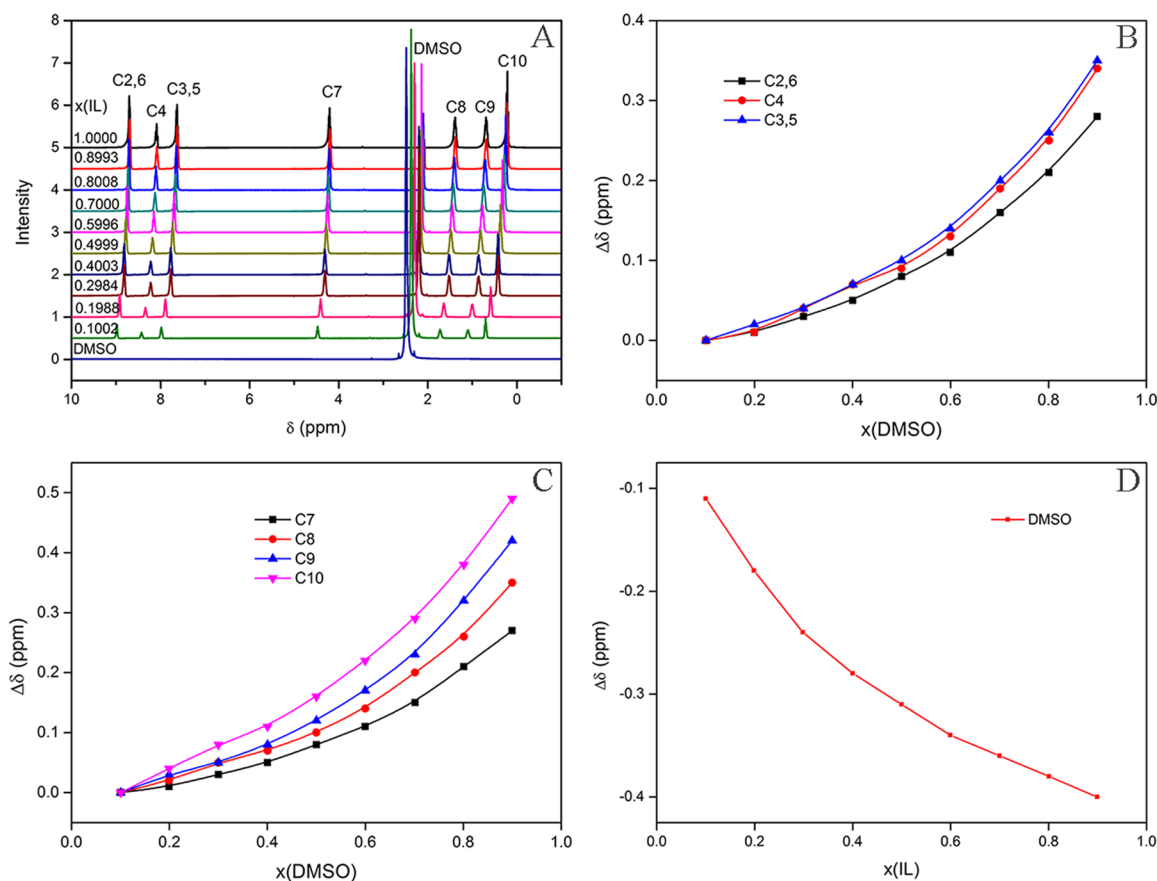 A
8
7
6
5
4
3
2
1
0
Intensity
x(IL)
1.0000
0.8993
0.8008
0.7000
0.5996
0.4999
0.4003
0.2984
0.1988
0.1002
DMSO
C2,6
C4
C3,5
C7
DMSO
C8
C9
C10
10 8 6 4 2 0
δ (ppm)
B
0.4
0.3
0.2
0.1
0.0
Δδ (ppm)
C2,6
C4
C3,5
0.0 0.2 0.4 0.6 0.8 1.0
x(DMSO)
C
0.5
0.4
0.3
0.2
0.1
0.0
Δδ (ppm)
C7
C8
C9
C10
0.0 0.2 0.4 0.6 0.8 1.0
x(DMSO)
D
-0.1
-0.2
-0.3
-0.4
Δδ (ppm)
DMSO
0.0 0.2 0.4 0.6 0.8 1.0
x(IL)